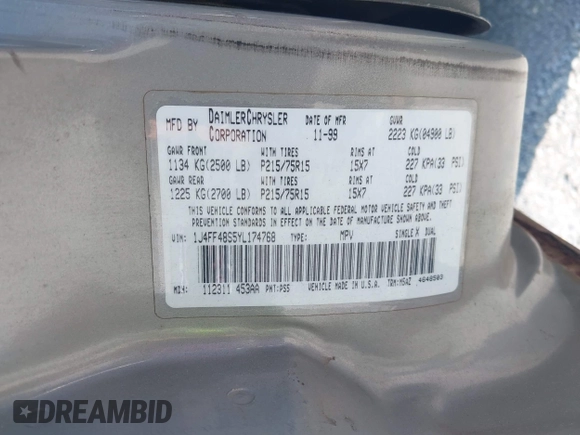 MFD BY DAIMLERCHRYSLER CORPORATION DATE OF MFR 11-99 GVWR 2223 KG(04900 LB)
GAWR FRONT WITH TIRES RIMS AT COLD
1134 KG(2500 LB) P215/75R15 15X7 227 KPA(33 PSI)
GAWR REAR WITH TIRES RIMS AT COLD
1225 KG(2700 LB) P215/75R15 15X7 227 KPA(33 PSI)
THIS VEHICLE CONFORMS TO ALL APPLICABLE FEDERAL MOTOR VEHICLE SAFETY AND
THEFT PREVENTION STANDARDS IN EFFECT ON THE DATE OF MANUFACTURE SHOWN ABOVE.
VIN: 1J4FF48S5YL174768 TYPE: MPV SINGLE X DUAL
MDH: 112311 453AA PNT:PS5 VEHICLE MADE IN U.S.A. TRM:M5AZ 4648503
DREAMBID